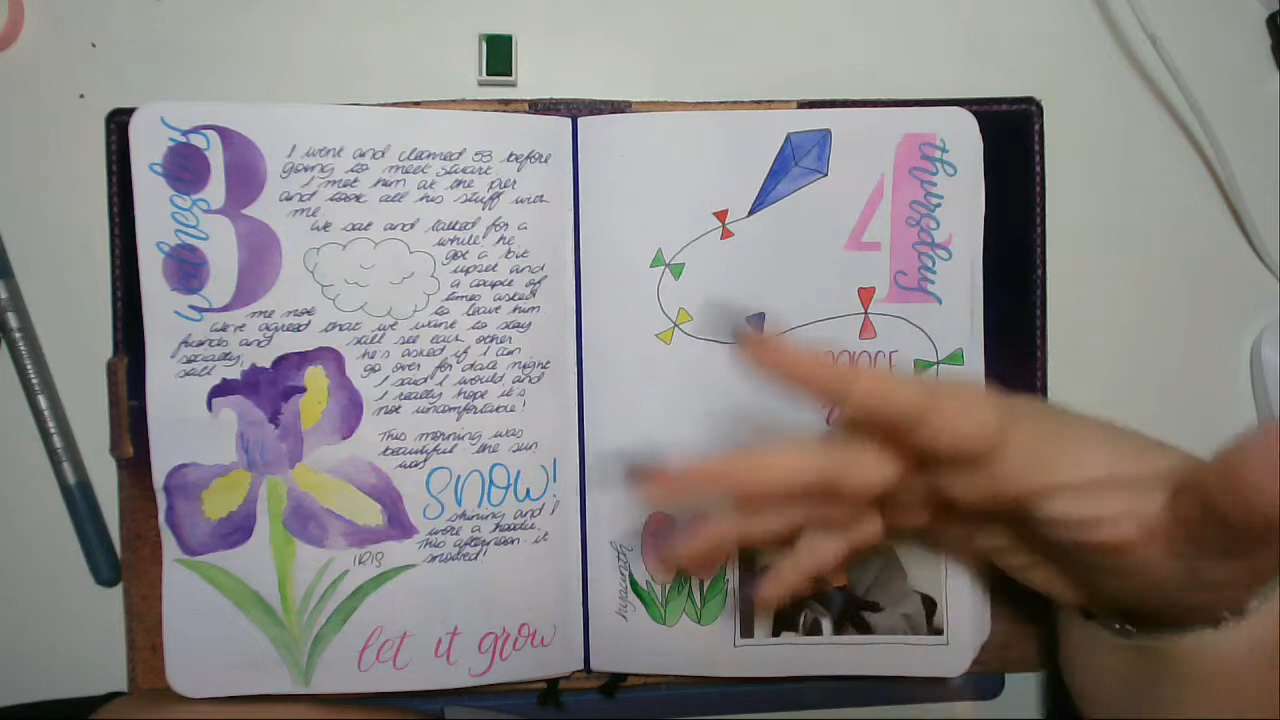 3
wednesday
I went and cleaned 53 before
going to meet Stuart
I met him at the pier
and took all his stuff with
me.
We sat and talked for a
while he
got a bit
upset and
a couple of
times asked
me not to leave him
We're agreed that we want to stay
friends and still see each other
socially, he's asked if I can
still go over for date night
I said I would and
I really hope it's
not uncomfortable!
This morning was
beautiful - the sun
was
SNOW!
shining and I
wore a hoodie.
This afternoon it
snowed!
IRIS
let it grow
4
thursday
hyacinth